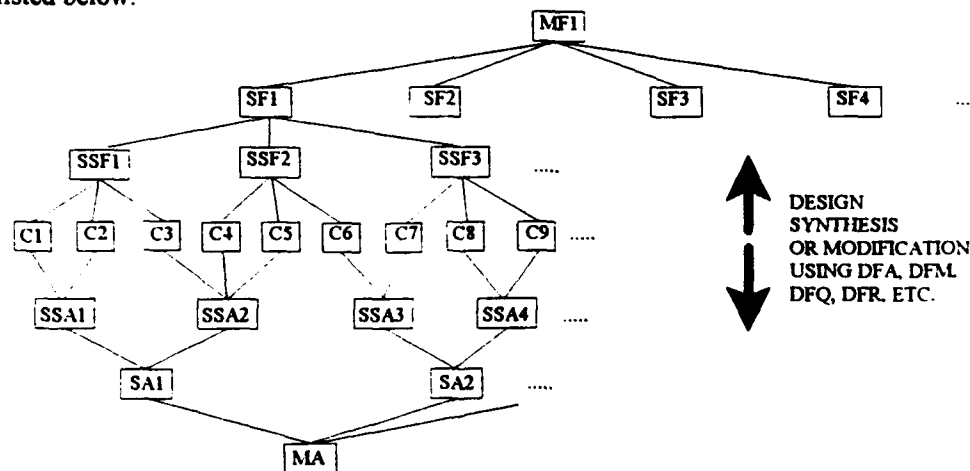 listed below.
MF1
SF1 SF2 SF3 SF4 ...
SSF1 SSF2 SSF3 .....
C1 C2 C3 C4 C5 C6 C7 C8 C9 .....
DESIGN
SYNTHESIS
OR MODIFICATION
USING DFA, DFM.
DFQ, DFR. ETC.
SSA1 SSA2 SSA3 SSA4 .....
SA1 SA2 .....
MA